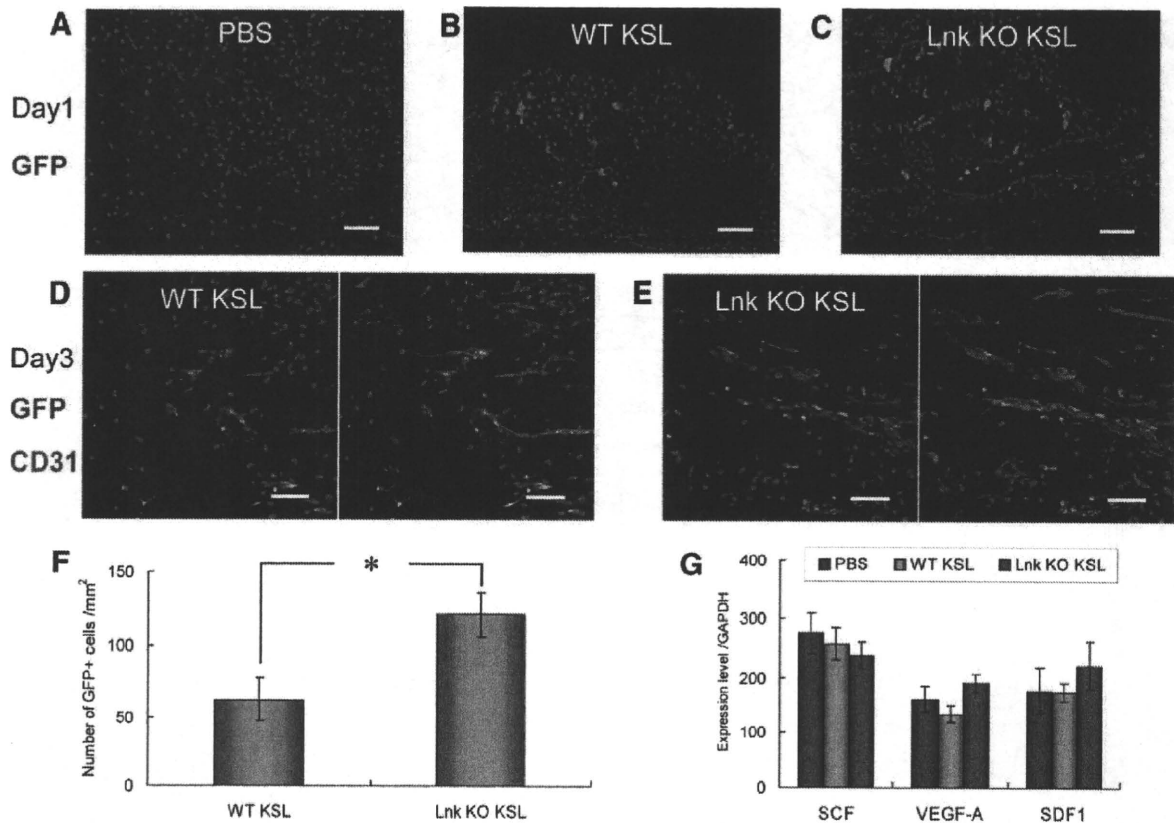 A
PBS
B
WT KSL
C
Lnk KO KSL
Day1
GFP
D
WT KSL
E
Lnk KO KSL
Day3
GFP
CD31
F
Number of GFP+ cells /mm²
150
100
50
0
*
WT KSL
Lnk KO KSL
G
Expression level /GAPDH
400
300
200
100
0
PBS
WT KSL
Lnk KO KSL
SCF
VEGF-A
SDF1